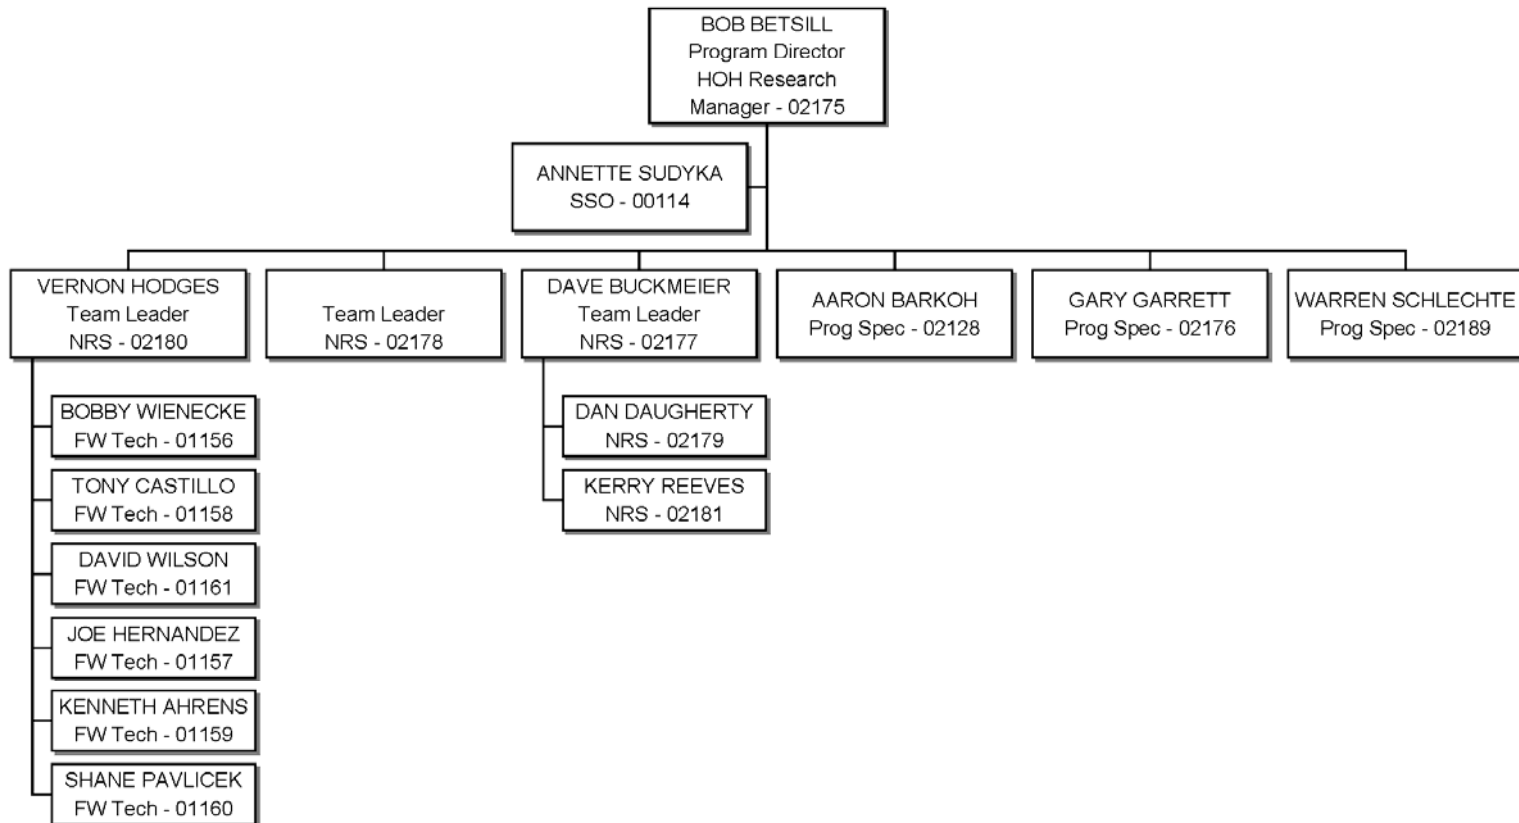 BOB BETSILL
Program Director
HOH Research
Manager - 02175
ANNETTE SUDYKA
SSO - 00114
VERNON HODGES
Team Leader
NRS - 02180
Team Leader
NRS - 02178
DAVE BUCKMEIER
Team Leader
NRS - 02177
AARON BARKOH
Prog Spec - 02128
GARY GARRETT
Prog Spec - 02176
WARREN SCHLECHTE
Prog Spec - 02189
BOBBY WIENECKE
FW Tech - 01156
TONY CASTILLO
FW Tech - 01158
DAVID WILSON
FW Tech - 01161
JOE HERNANDEZ
FW Tech - 01157
KENNETH AHRENS
FW Tech - 01159
SHANE PAVLICEK
FW Tech - 01160
DAN DAUGHERTY
NRS - 02179
KERRY REEVES
NRS - 02181